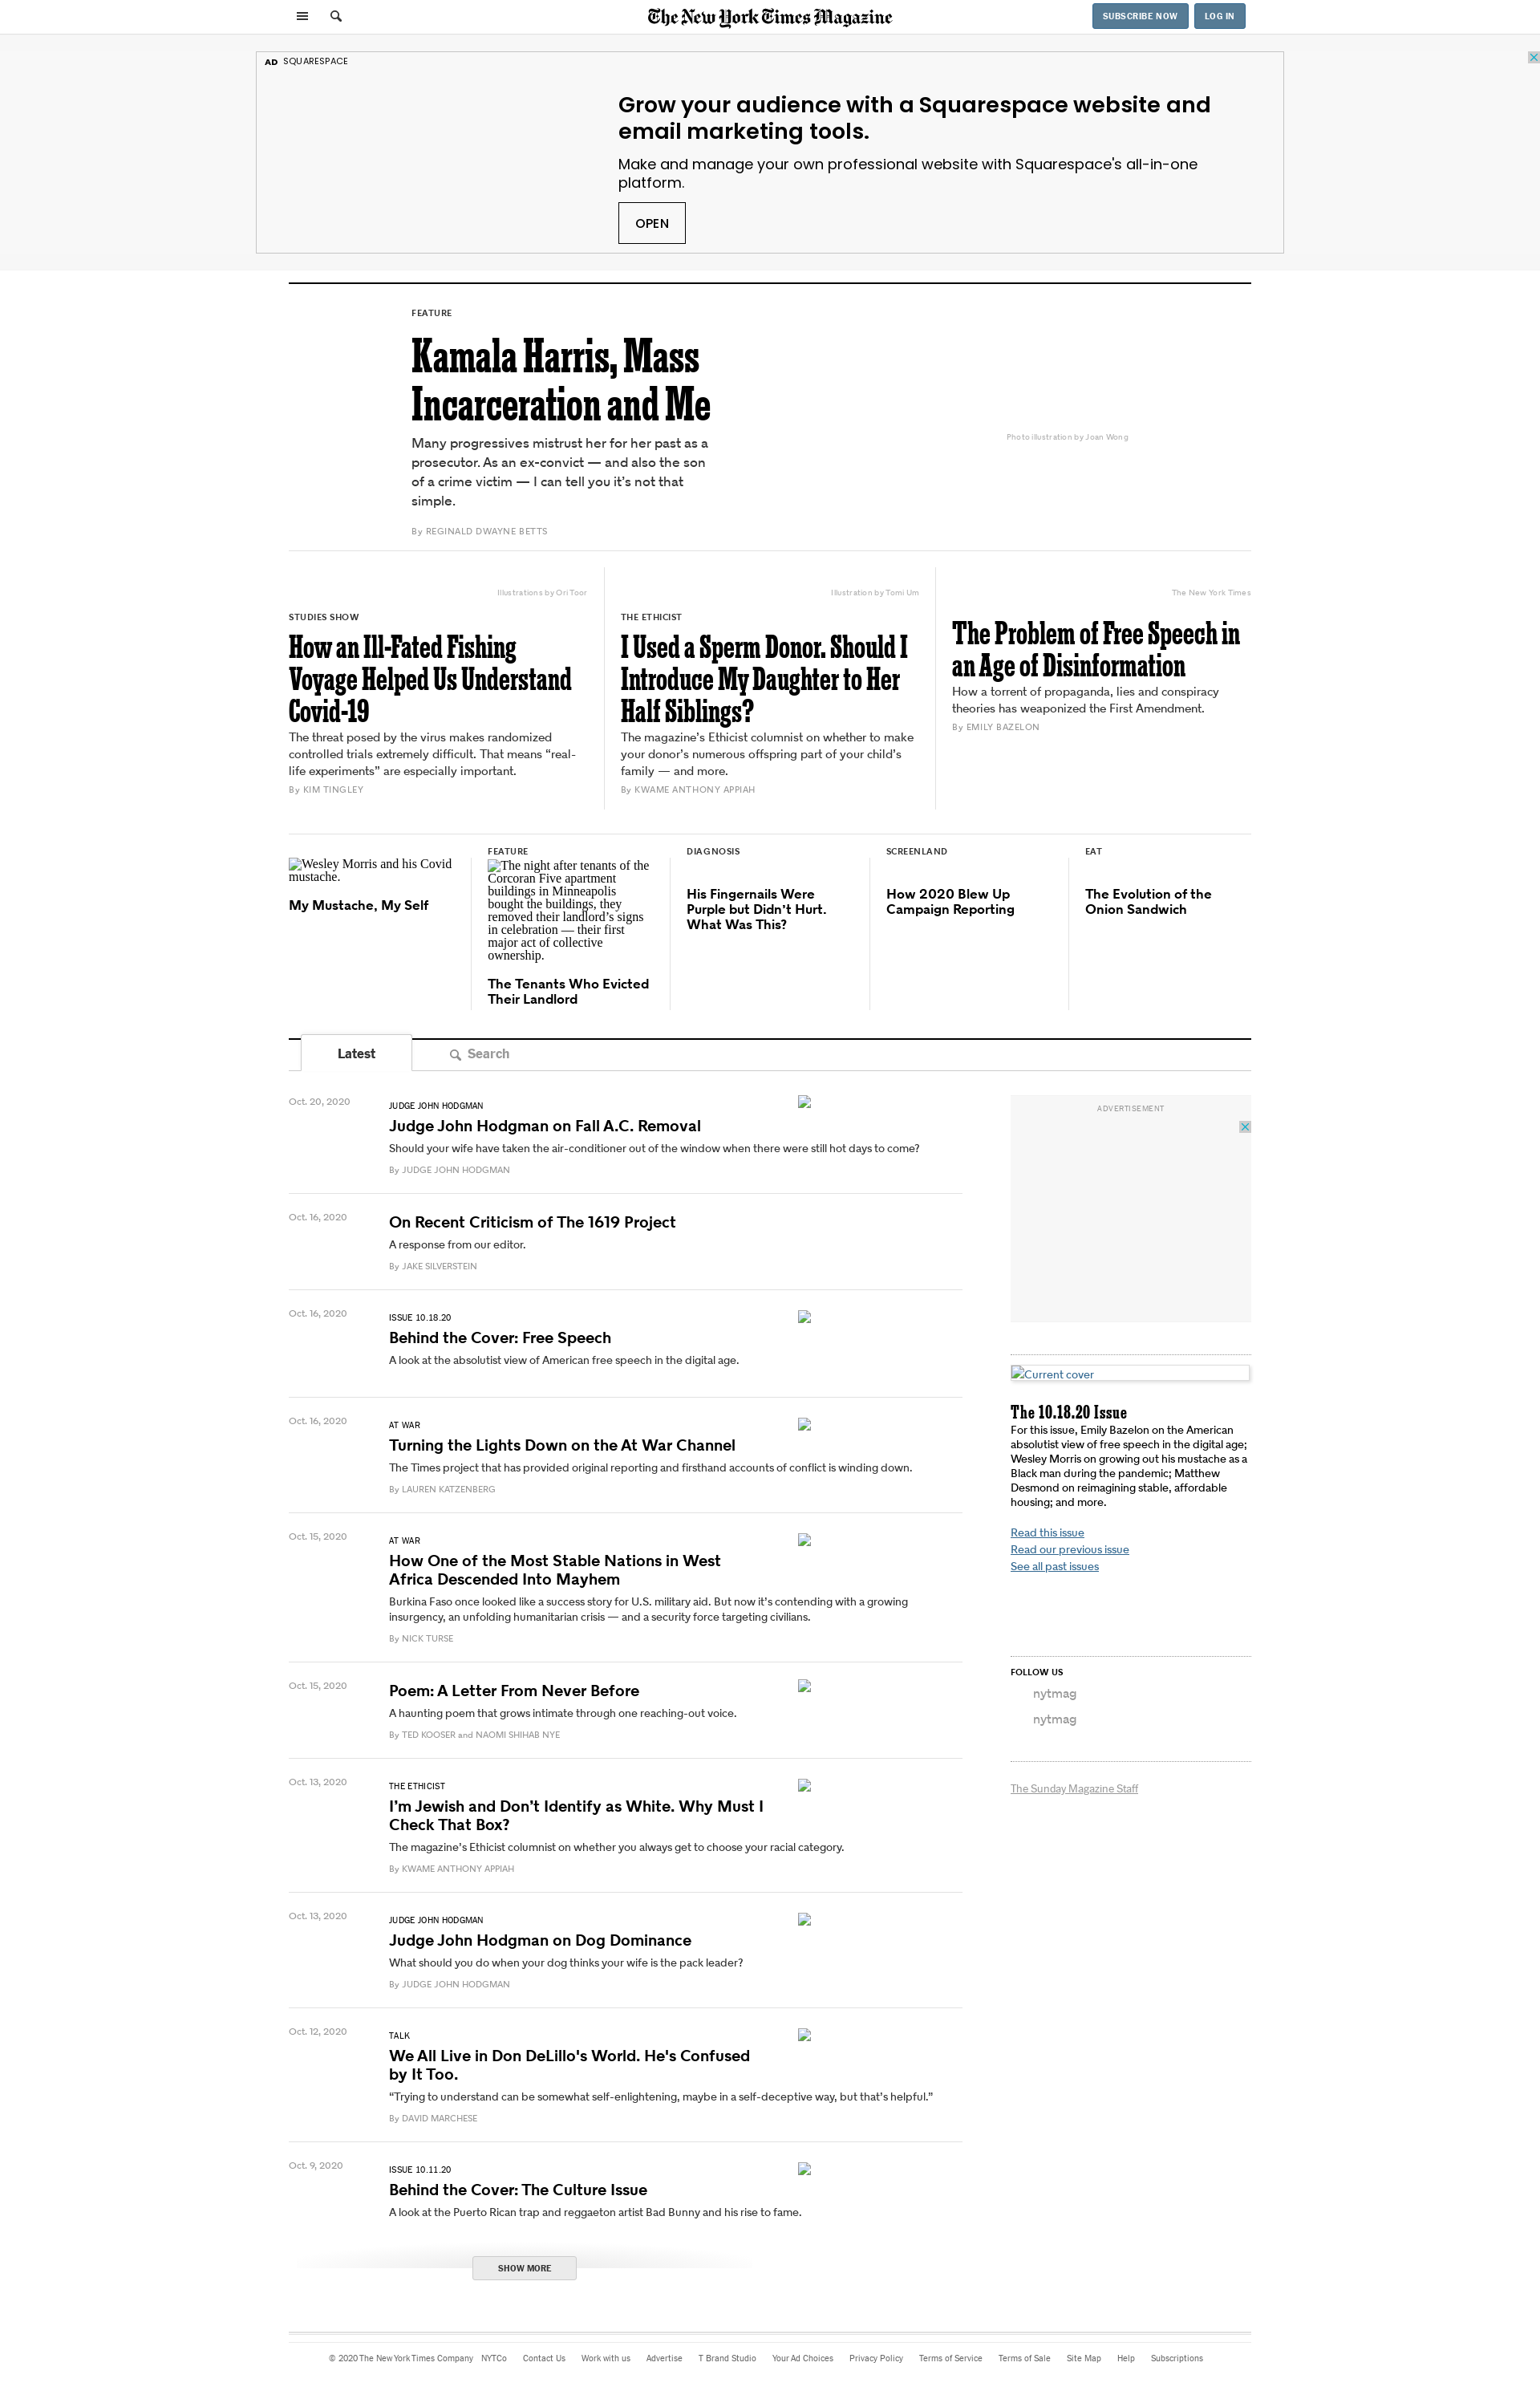 The New York Times Magazine
SUBSCRIBE NOW
LOG IN
AD SQUARESPACE
Grow your audience with a Squarespace website and
email marketing tools.
Make and manage your own professional website with Squarespace's all-in-one
platform.
OPEN
FEATURE
Kamala Harris, Mass
Incarceration and Me
Many progressives mistrust her for her past as a
prosecutor. As an ex-convict — and also the son
of a crime victim — I can tell you it’s not that
simple.
By REGINALD DWAYNE BETTS
Photo illustration by Joan Wong
Illustrations by Ori Toor
STUDIES SHOW
How an Ill-Fated Fishing
Voyage Helped Us Understand
Covid-19
The threat posed by the virus makes randomized
controlled trials extremely difficult. That means “real-
life experiments” are especially important.
By KIM TINGLEY
Illustration by Tomi Um
THE ETHICIST
I Used a Sperm Donor. Should I
Introduce My Daughter to Her
Half Siblings?
The magazine’s Ethicist columnist on whether to make
your donor’s numerous offspring part of your child’s
family — and more.
By KWAME ANTHONY APPIAH
The New York Times
The Problem of Free Speech in
an Age of Disinformation
How a torrent of propaganda, lies and conspiracy
theories has weaponized the First Amendment.
By EMILY BAZELON
Wesley Morris and his Covid
mustache.
My Mustache, My Self
FEATURE
The night after tenants of the
Corcoran Five apartment
buildings in Minneapolis
bought the buildings, they
removed their landlord’s signs
in celebration — their first
major act of collective
ownership.
The Tenants Who Evicted
Their Landlord
DIAGNOSIS
His Fingernails Were
Purple but Didn’t Hurt.
What Was This?
SCREENLAND
How 2020 Blew Up
Campaign Reporting
EAT
The Evolution of the
Onion Sandwich
Latest
Search
Oct. 20, 2020
JUDGE JOHN HODGMAN
Judge John Hodgman on Fall A.C. Removal
Should your wife have taken the air-conditioner out of the window when there were still hot days to come?
By JUDGE JOHN HODGMAN
Oct. 16, 2020
On Recent Criticism of The 1619 Project
A response from our editor.
By JAKE SILVERSTEIN
Oct. 16, 2020
ISSUE 10.18.20
Behind the Cover: Free Speech
A look at the absolutist view of American free speech in the digital age.
Oct. 16, 2020
AT WAR
Turning the Lights Down on the At War Channel
The Times project that has provided original reporting and firsthand accounts of conflict is winding down.
By LAUREN KATZENBERG
Oct. 15, 2020
AT WAR
How One of the Most Stable Nations in West
Africa Descended Into Mayhem
Burkina Faso once looked like a success story for U.S. military aid. But now it’s contending with a growing
insurgency, an unfolding humanitarian crisis — and a security force targeting civilians.
By NICK TURSE
Oct. 15, 2020
Poem: A Letter From Never Before
A haunting poem that grows intimate through one reaching-out voice.
By TED KOOSER and NAOMI SHIHAB NYE
Oct. 13, 2020
THE ETHICIST
I’m Jewish and Don’t Identify as White. Why Must I
Check That Box?
The magazine’s Ethicist columnist on whether you always get to choose your racial category.
By KWAME ANTHONY APPIAH
Oct. 13, 2020
JUDGE JOHN HODGMAN
Judge John Hodgman on Dog Dominance
What should you do when your dog thinks your wife is the pack leader?
By JUDGE JOHN HODGMAN
Oct. 12, 2020
TALK
We All Live in Don DeLillo's World. He's Confused
by It Too.
“Trying to understand can be somewhat self-enlightening, maybe in a self-deceptive way, but that’s helpful.”
By DAVID MARCHESE
Oct. 9, 2020
ISSUE 10.11.20
Behind the Cover: The Culture Issue
A look at the Puerto Rican trap and reggaeton artist Bad Bunny and his rise to fame.
SHOW MORE
ADVERTISEMENT
Current cover
The 10.18.20 Issue
For this issue, Emily Bazelon on the American
absolutist view of free speech in the digital age;
Wesley Morris on growing out his mustache as a
Black man during the pandemic; Matthew
Desmond on reimagining stable, affordable
housing; and more.
Read this issue
Read our previous issue
See all past issues
FOLLOW US
nytmag
nytmag
The Sunday Magazine Staff
© 2020 The New York Times Company NYTCo Contact Us Work with us Advertise T Brand Studio Your Ad Choices Privacy Policy Terms of Service Terms of Sale Site Map Help Subscriptions